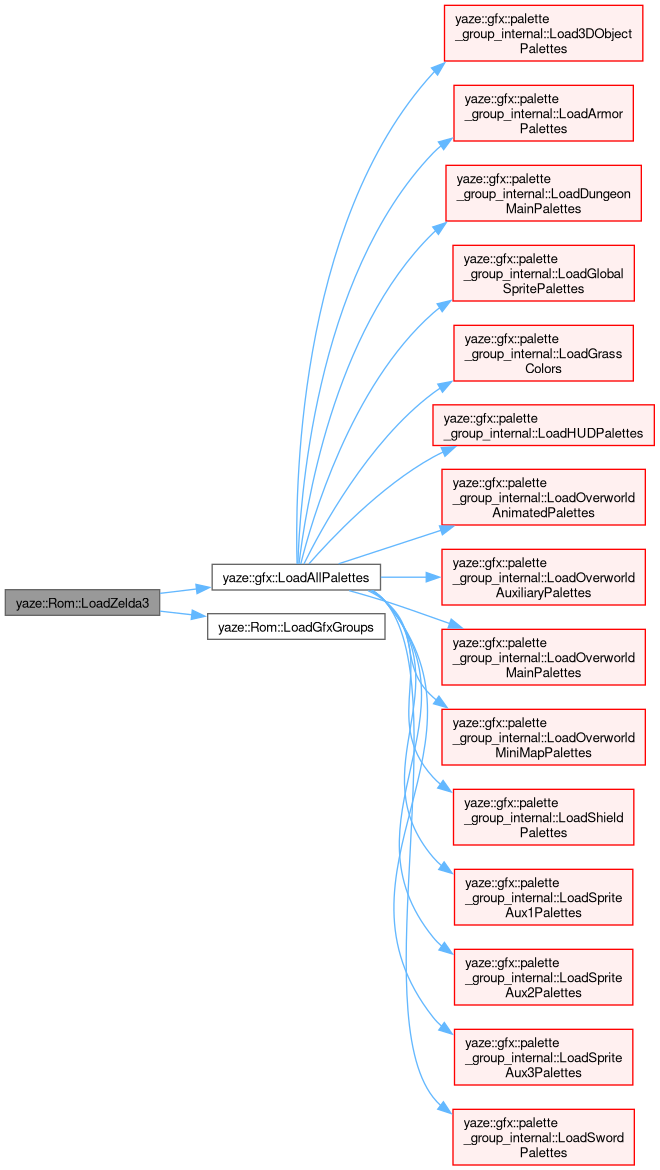 yaze::gfx::palette
_group_internal::Load3DObject
Palettes
yaze::gfx::palette
_group_internal::LoadArmor
Palettes
yaze::gfx::palette
_group_internal::LoadDungeon
MainPalettes
yaze::gfx::palette
_group_internal::LoadGlobal
SpritePalettes
yaze::gfx::palette
_group_internal::LoadGrass
Colors
yaze::gfx::palette
_group_internal::LoadHUDPalettes
yaze::gfx::palette
_group_internal::LoadOverworld
AnimatedPalettes
yaze::gfx::LoadAllPalettes
yaze::gfx::palette
_group_internal::LoadOverworld
AuxiliaryPalettes
yaze::Rom::LoadZelda3
yaze::Rom::LoadGfxGroups
yaze::gfx::palette
_group_internal::LoadOverworld
MainPalettes
yaze::gfx::palette
_group_internal::LoadOverworld
MiniMapPalettes
yaze::gfx::palette
_group_internal::LoadShield
Palettes
yaze::gfx::palette
_group_internal::LoadSprite
Aux1Palettes
yaze::gfx::palette
_group_internal::LoadSprite
Aux2Palettes
yaze::gfx::palette
_group_internal::LoadSprite
Aux3Palettes
yaze::gfx::palette
_group_internal::LoadSword
Palettes